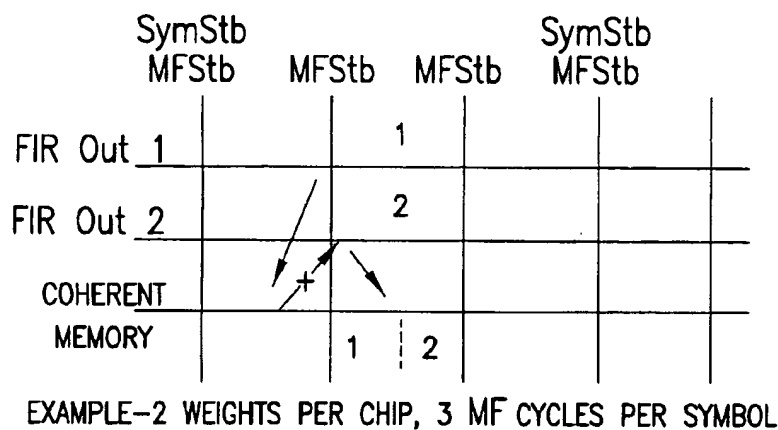 SymStb SymStb
MFStb MFStb MFStb MFStb
FIR Out 1 1
FIR Out 2 2
COHERENT
MEMORY 1 2
+
EXAMPLE-2 WEIGHTS PER CHIP, 3 MF CYCLES PER SYMBOL